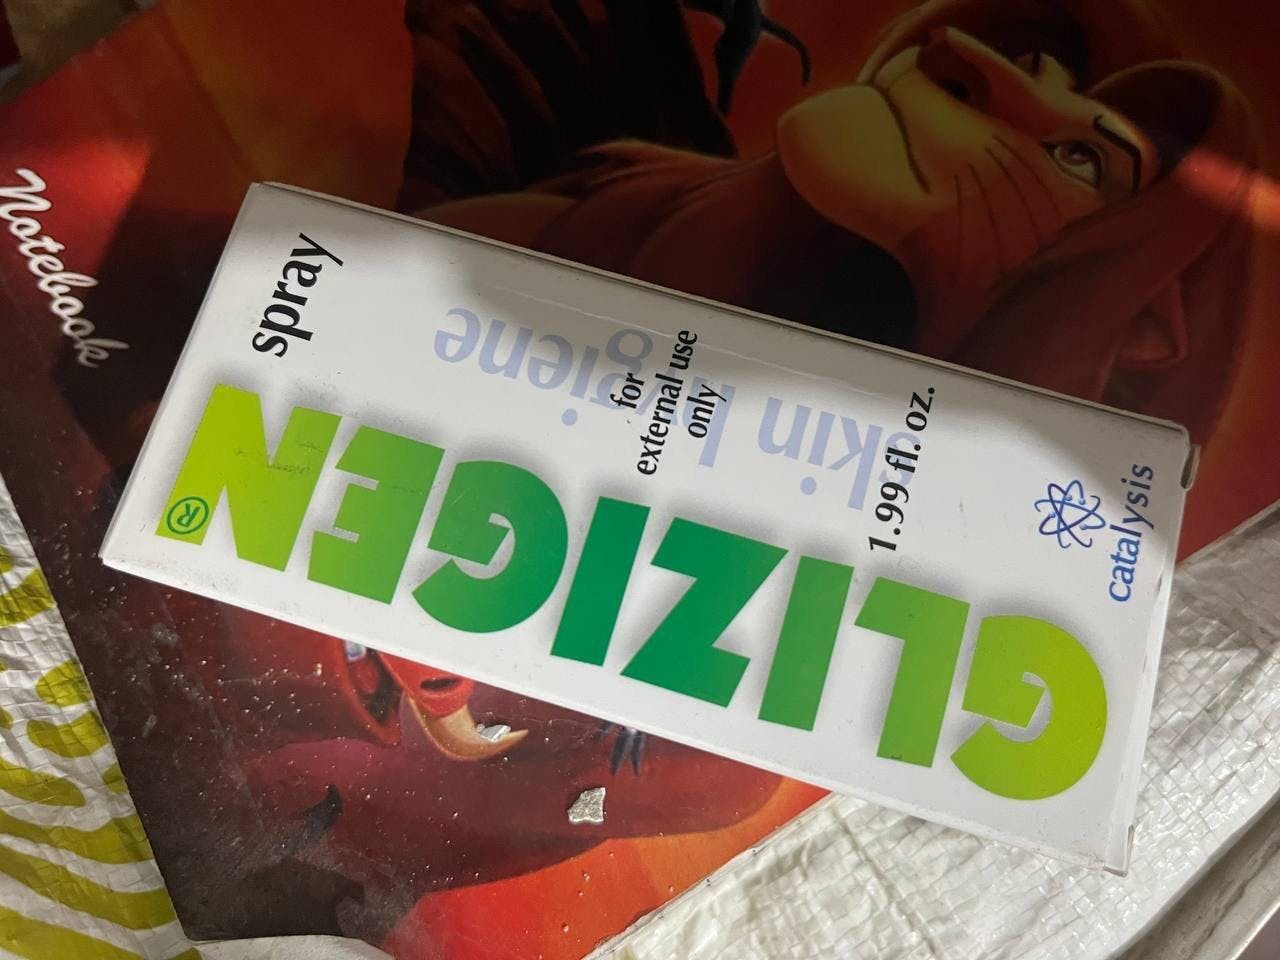 Notebook
GLIZIGEN®
spray
skin hygiene
for
external use
only
1.99 fl. oz.
catalysis